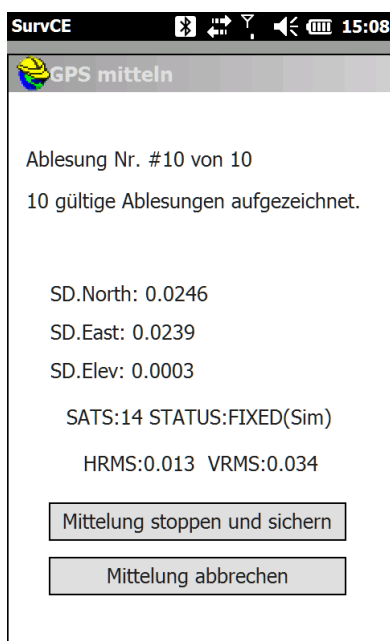 SurvCE 15:08
GPS mitteln
Ablesung Nr. #10 von 10
10 gültige Ablesungen aufgezeichnet.
SD.North: 0.0246
SD.East: 0.0239
SD.Elev: 0.0003
SATS:14 STATUS:FIXED(Sim)
HRMS:0.013 VRMS:0.034
Mittelung stoppen und sichern
Mittelung abbrechen